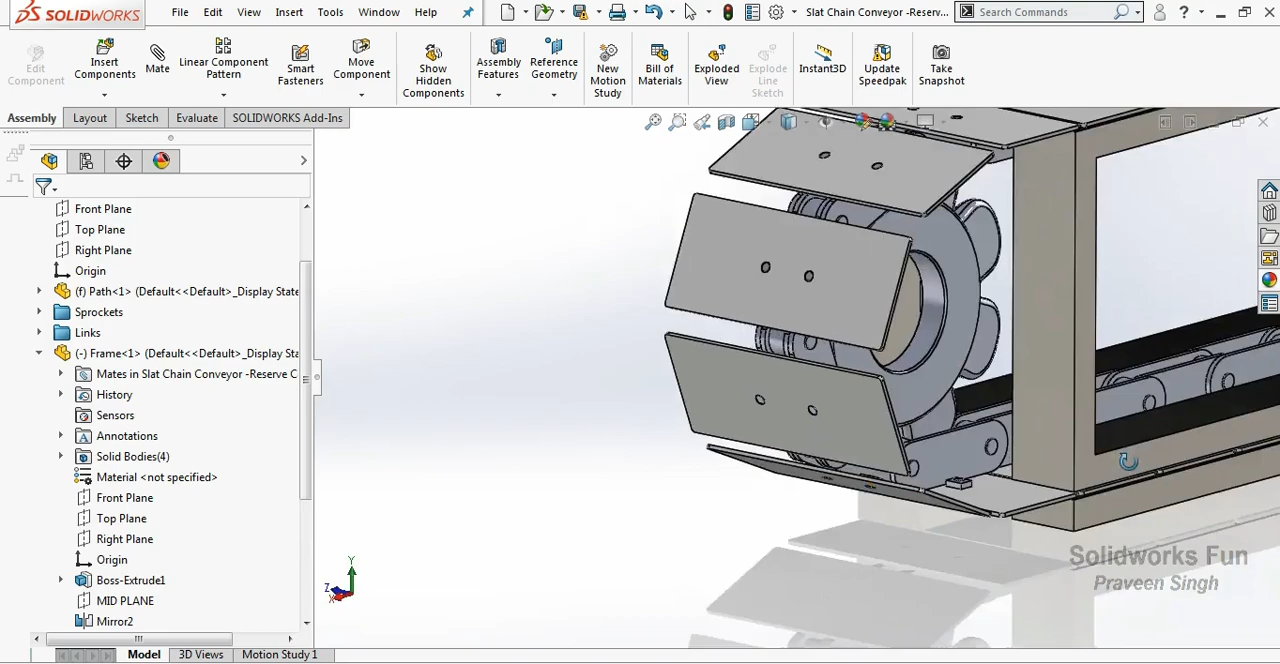 SOLIDWORKS
File Edit View Insert Tools Window Help
Slat Chain Conveyor -Reserv...
Search Commands
Edit Component
Insert Components
Mate
Linear Component Pattern
Smart Fasteners
Move Component
Show Hidden Components
Assembly Features
Reference Geometry
New Motion Study
Bill of Materials
Exploded View
Explode Line Sketch
Instant3D
Update Speedpak
Take Snapshot
Assembly Layout Sketch Evaluate SOLIDWORKS Add-Ins
Front Plane
Top Plane
Right Plane
Origin
(f) Path<1> (Default<<Default>_Display Sta
Sprockets
Links
(-) Frame<1> (Default<<Default>_Display Sta
Mates in Slat Chain Conveyor -Reserve C
History
Sensors
Annotations
Solid Bodies(4)
Material <not specified>
Front Plane
Top Plane
Right Plane
Origin
Boss-Extrude1
MID PLANE
Mirror2
Y
Z
X
Solidworks Fun
Praveen Singh
Model 3D Views Motion Study 1